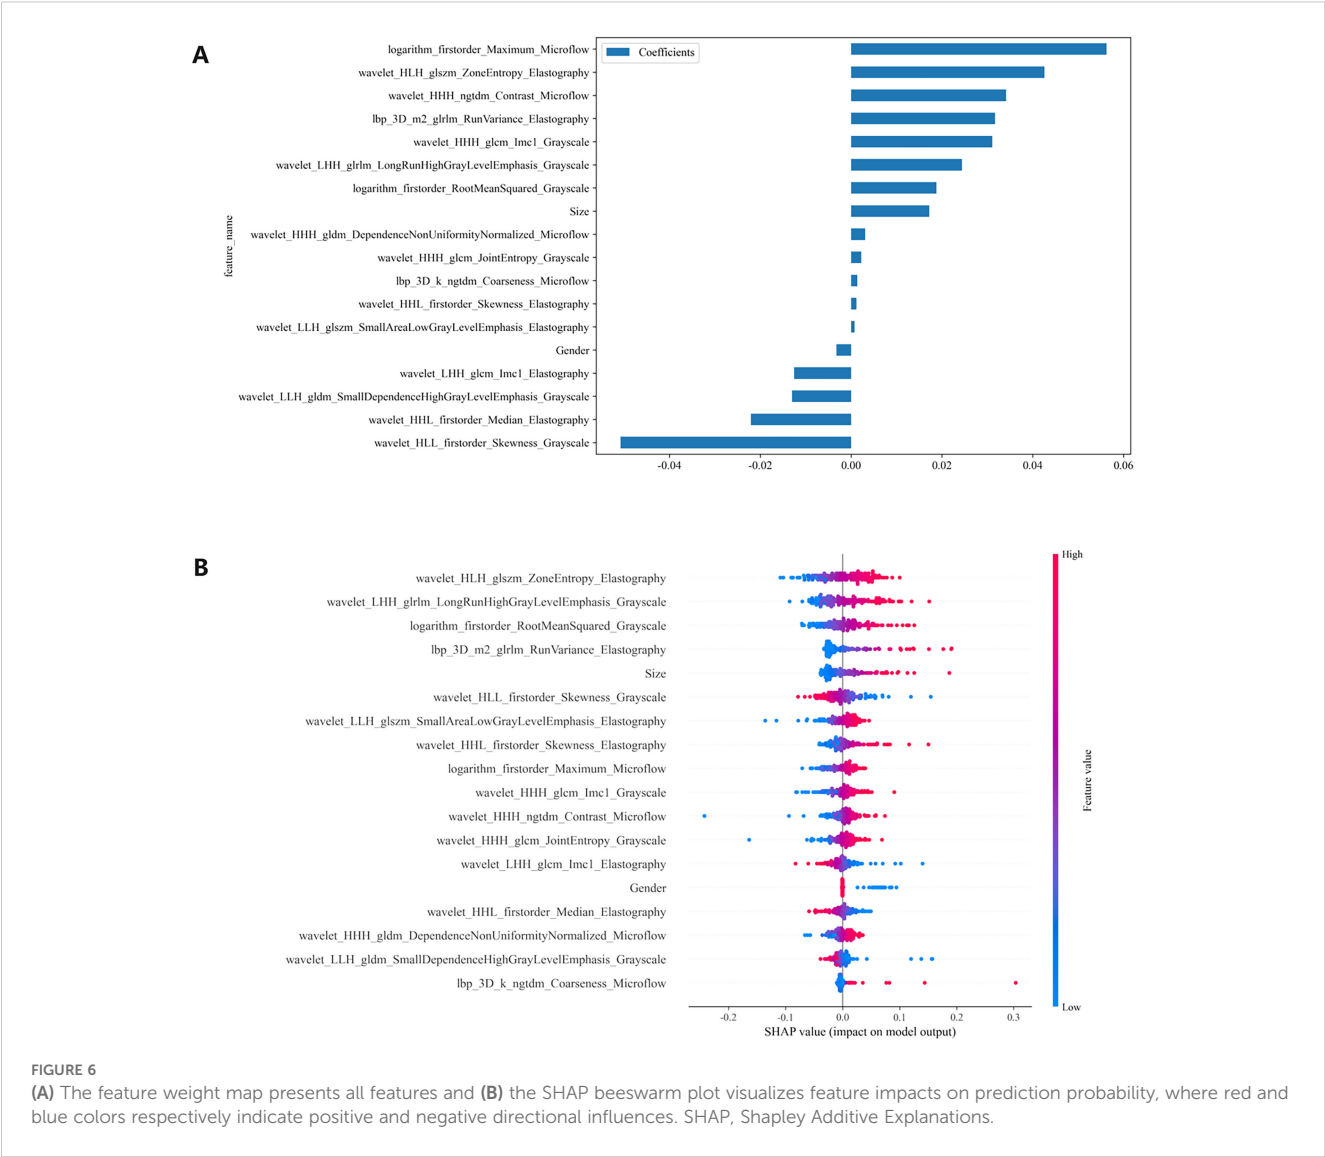 A
Coefficients
logarithm_firstorder_Maximum_Microflow
wavelet_HLH_glszm_ZoneEntropy_Elastography
wavelet_HHH_ngtdm_Contrast_Microflow
lbp_3D_m2_glrlm_RunVariance_Elastography
wavelet_HHH_glcm_Imc1_Grayscale
wavelet_LHH_glrlm_LongRunHighGrayLevelEmphasis_Grayscale
logarithm_firstorder_RootMeanSquared_Grayscale
Size
wavelet_HHH_gldm_DependenceNonUniformityNormalized_Microflow
wavelet_HHH_glcm_JointEntropy_Grayscale
lbp_3D_k_ngtdm_Coarseness_Microflow
wavelet_HHL_firstorder_Skewness_Elastography
wavelet_LLH_glszm_SmallAreaLowGrayLevelEmphasis_Elastography
Gender
wavelet_LHH_glcm_Imc1_Elastography
wavelet_LLH_gldm_SmallDependenceHighGrayLevelEmphasis_Grayscale
wavelet_HHL_firstorder_Median_Elastography
wavelet_HLL_firstorder_Skewness_Grayscale
feature_name
-0.04 -0.02 0.00 0.02 0.04 0.06
B
wavelet_HLH_glszm_ZoneEntropy_Elastography
wavelet_LHH_glrlm_LongRunHighGrayLevelEmphasis_Grayscale
logarithm_firstorder_RootMeanSquared_Grayscale
lbp_3D_m2_glrlm_RunVariance_Elastography
Size
wavelet_HLL_firstorder_Skewness_Grayscale
wavelet_LLH_glszm_SmallAreaLowGrayLevelEmphasis_Elastography
wavelet_HHL_firstorder_Skewness_Elastography
logarithm_firstorder_Maximum_Microflow
wavelet_HHH_glcm_Imc1_Grayscale
wavelet_HHH_ngtdm_Contrast_Microflow
wavelet_HHH_glcm_JointEntropy_Grayscale
wavelet_LHH_glcm_Imc1_Elastography
Gender
wavelet_HHL_firstorder_Median_Elastography
wavelet_HHH_gldm_DependenceNonUniformityNormalized_Microflow
wavelet_LLH_gldm_SmallDependenceHighGrayLevelEmphasis_Grayscale
lbp_3D_k_ngtdm_Coarseness_Microflow
-0.2 -0.1 0.0 0.1 0.2 0.3
SHAP value (impact on model output)
High
Feature value
Low
FIGURE 6
(A) The feature weight map presents all features and (B) the SHAP beeswarm plot visualizes feature impacts on prediction probability, where red and
blue colors respectively indicate positive and negative directional influences. SHAP, Shapley Additive Explanations.